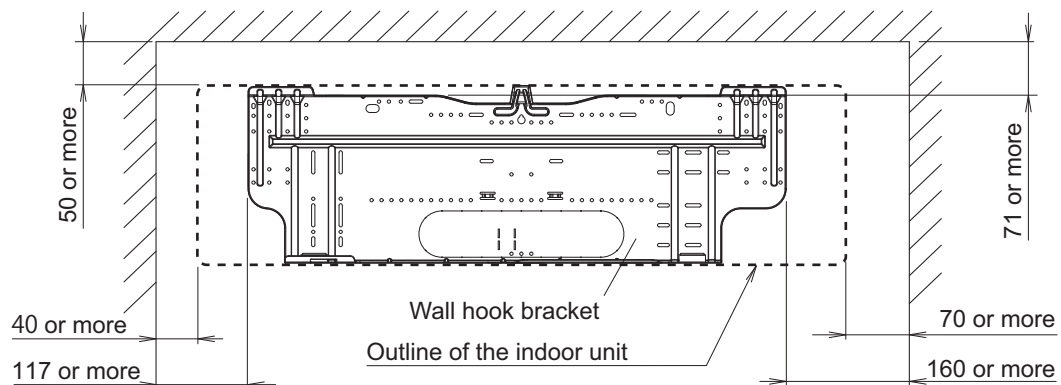 50 or more
71 or more
Wall hook bracket
40 or more
70 or more
Outline of the indoor unit
117 or more
160 or more